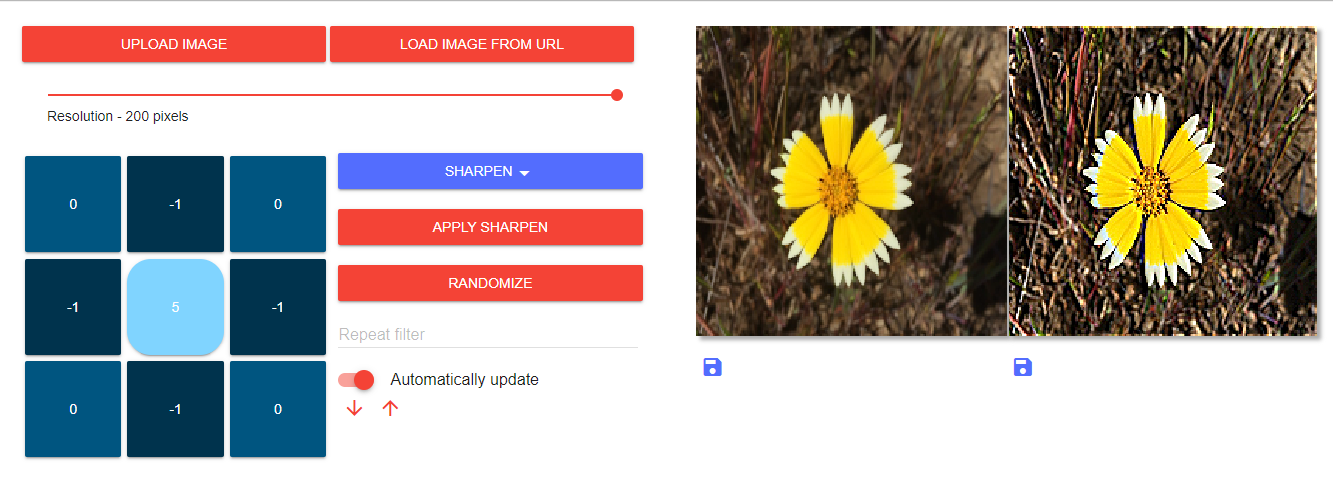 UPLOAD IMAGE
LOAD IMAGE FROM URL
Resolution - 200 pixels
0 -1 0
-1 5 -1
0 -1 0
SHARPEN
APPLY SHARPEN
RANDOMIZE
Repeat filter
Automatically update